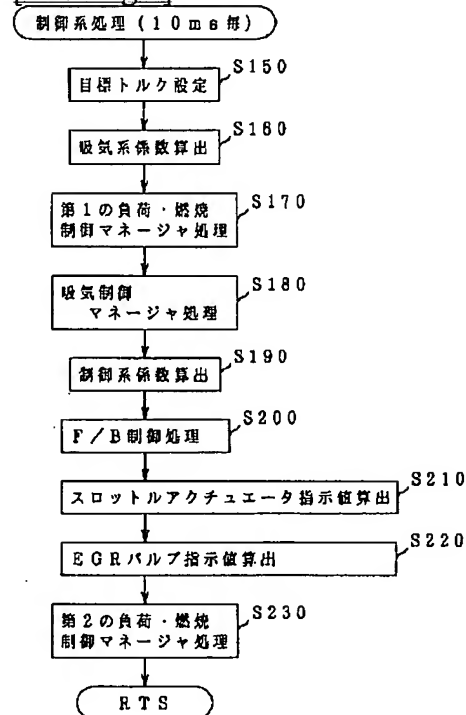 制御系処理(10ms毎)
S150
目標トルク設定
S160
吸気系係数算出
S170
第1の負荷・燃焼
制御マネージャ処理
S180
吸気制御
マネージャ処理
S190
制御系係数算出
S200
F/B制御処理
S210
スロットルアクチュエータ指示値算出
S220
EGRバルブ指示値算出
S230
第2の負荷・燃焼
制御マネージャ処理
RTS